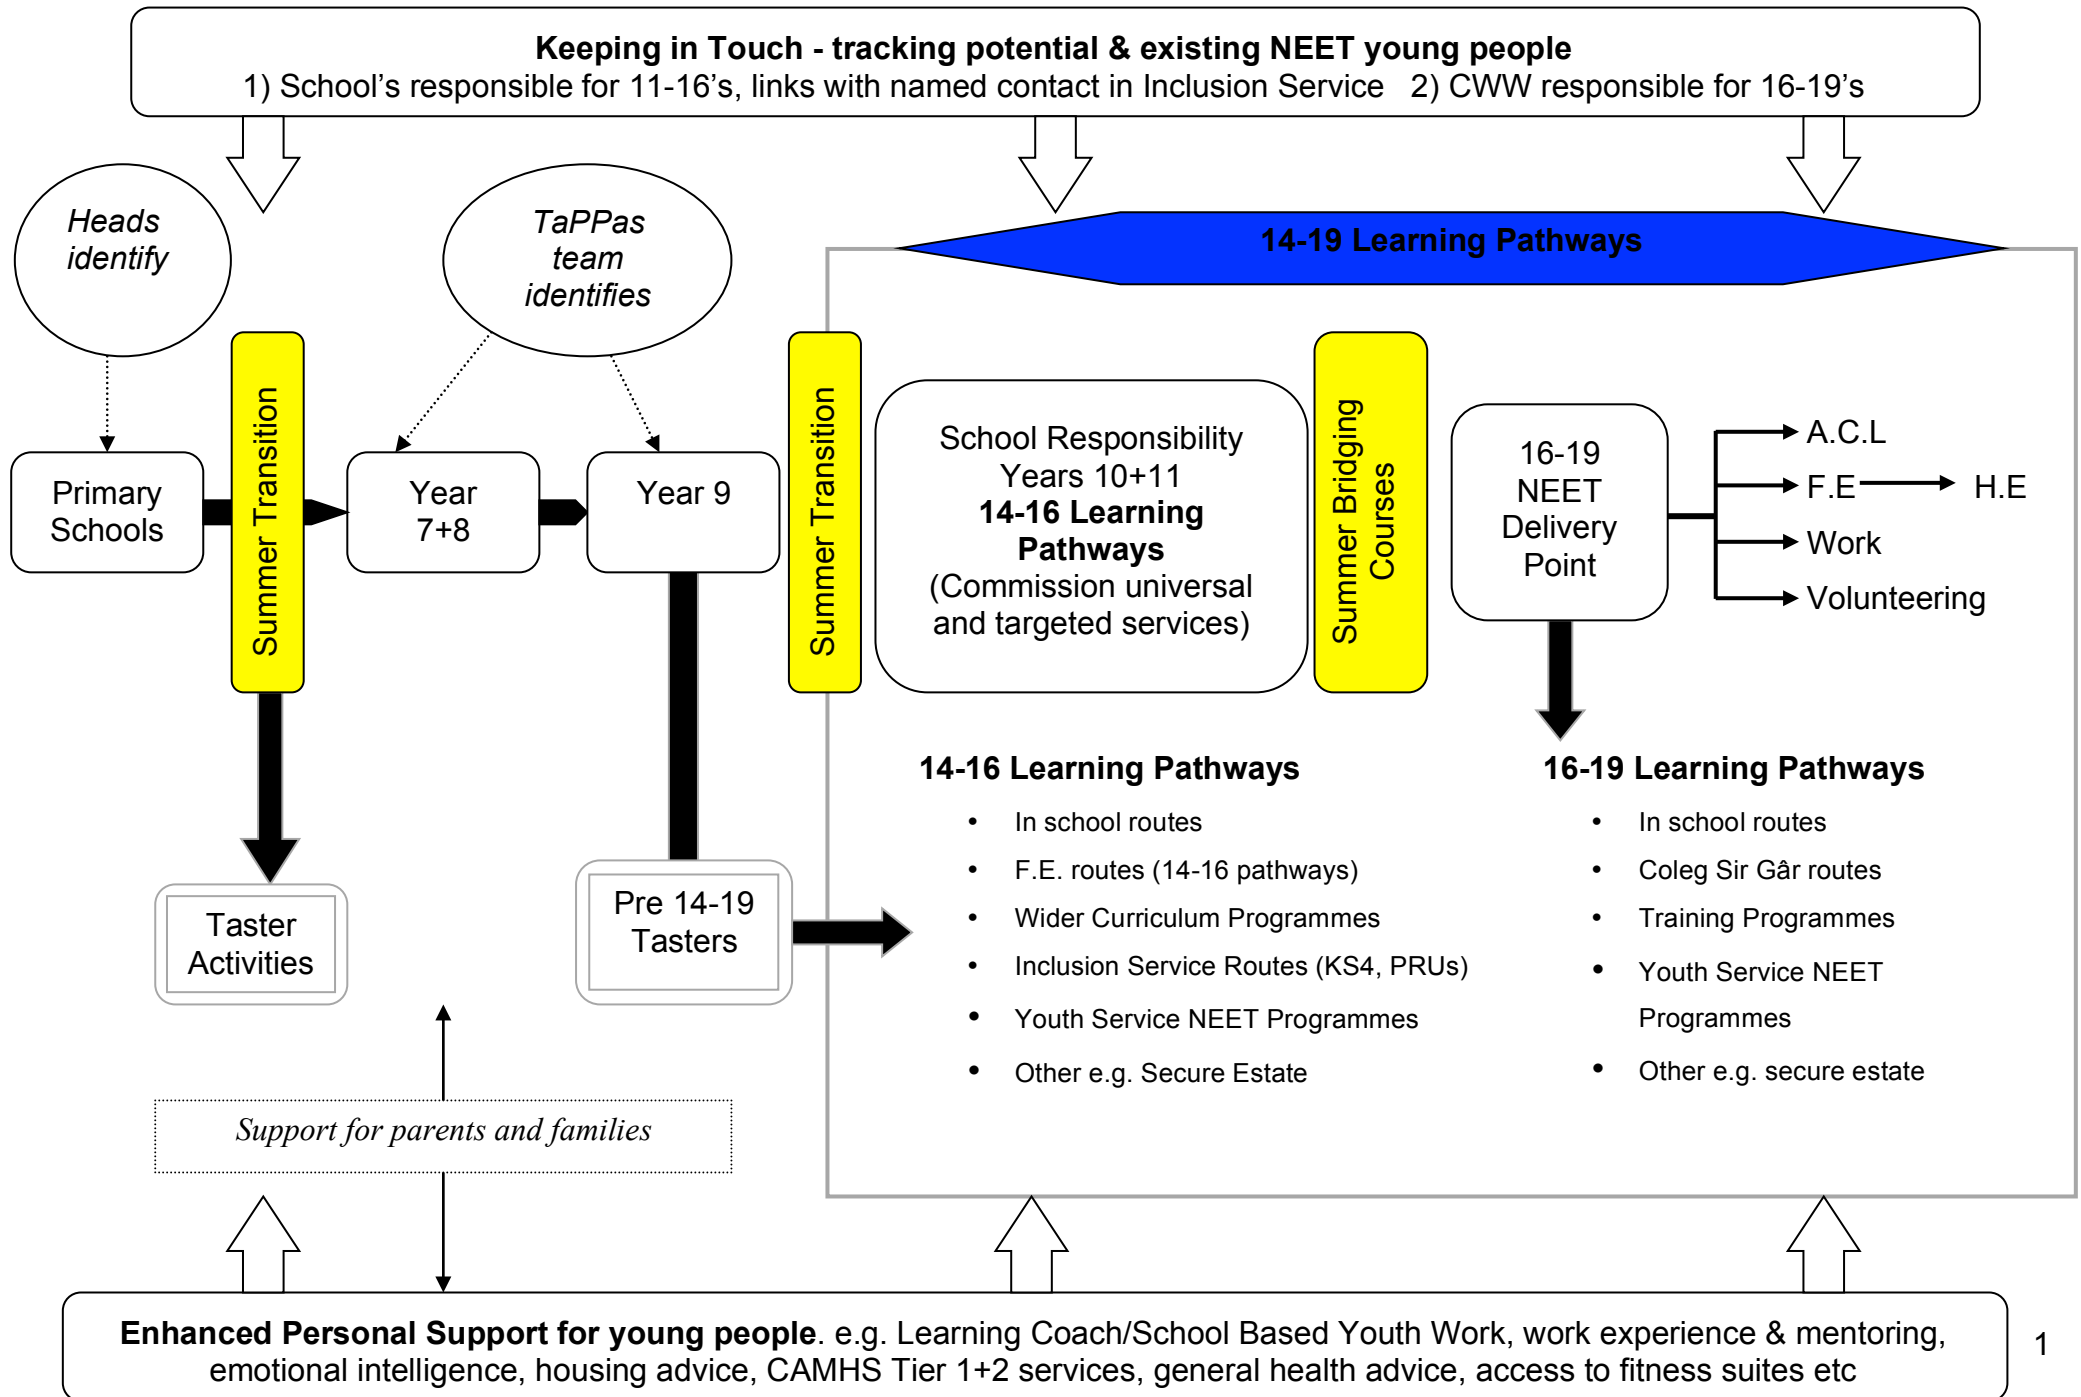 Keeping in Touch - tracking potential & existing NEET young people
1) School’s responsible for 11-16’s, links with named contact in Inclusion Service   2) CWW responsible for 16-19’s
Heads
identify
TaPPas
team
identifies
14-19 Learning Pathways
Primary
Schools
Summer Transition
Year
7+8
Year 9
Summer Transition
School Responsibility
Years 10+11
14-16 Learning
Pathways
(Commission universal
and targeted services)
Summer Bridging
Courses
16-19
NEET
Delivery
Point
A.C.L
F.E
H.E
Work
Volunteering
Taster
Activities
Pre 14-19
Tasters
14-16 Learning Pathways
• In school routes
• F.E. routes (14-16 pathways)
• Wider Curriculum Programmes
• Inclusion Service Routes (KS4, PRUs)
• Youth Service NEET Programmes
• Other e.g. Secure Estate
16-19 Learning Pathways
• In school routes
• Coleg Sir Gâr routes
• Training Programmes
• Youth Service NEET
Programmes
• Other e.g. secure estate
Support for parents and families
Enhanced Personal Support for young people. e.g. Learning Coach/School Based Youth Work, work experience & mentoring,
emotional intelligence, housing advice, CAMHS Tier 1+2 services, general health advice, access to fitness suites etc
1